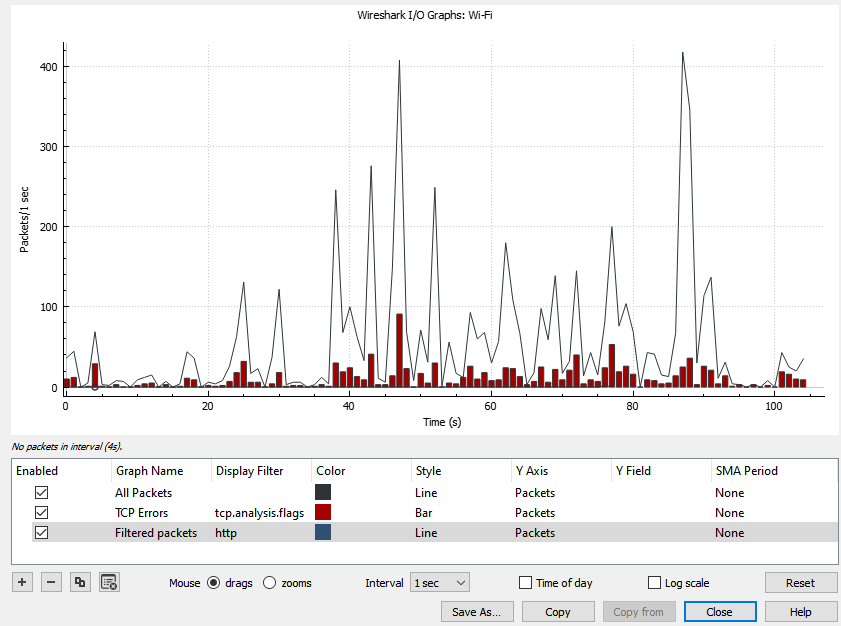 Wireshark I/O Graphs: Wi-Fi
Packets/1 sec
400
300
200
100
0
0 20 40 60 80 100
Time (s)
No packets in interval (4s).
Enabled Graph Name Display Filter Color Style Y Axis Y Field SMA Period
All Packets Line Packets None
TCP Errors tcp.analysis.flags Bar Packets None
Filtered packets http Line Packets None
+ − Mouse drags zooms Interval 1 sec Time of day Log scale Reset
Save As... Copy Copy from Close Help